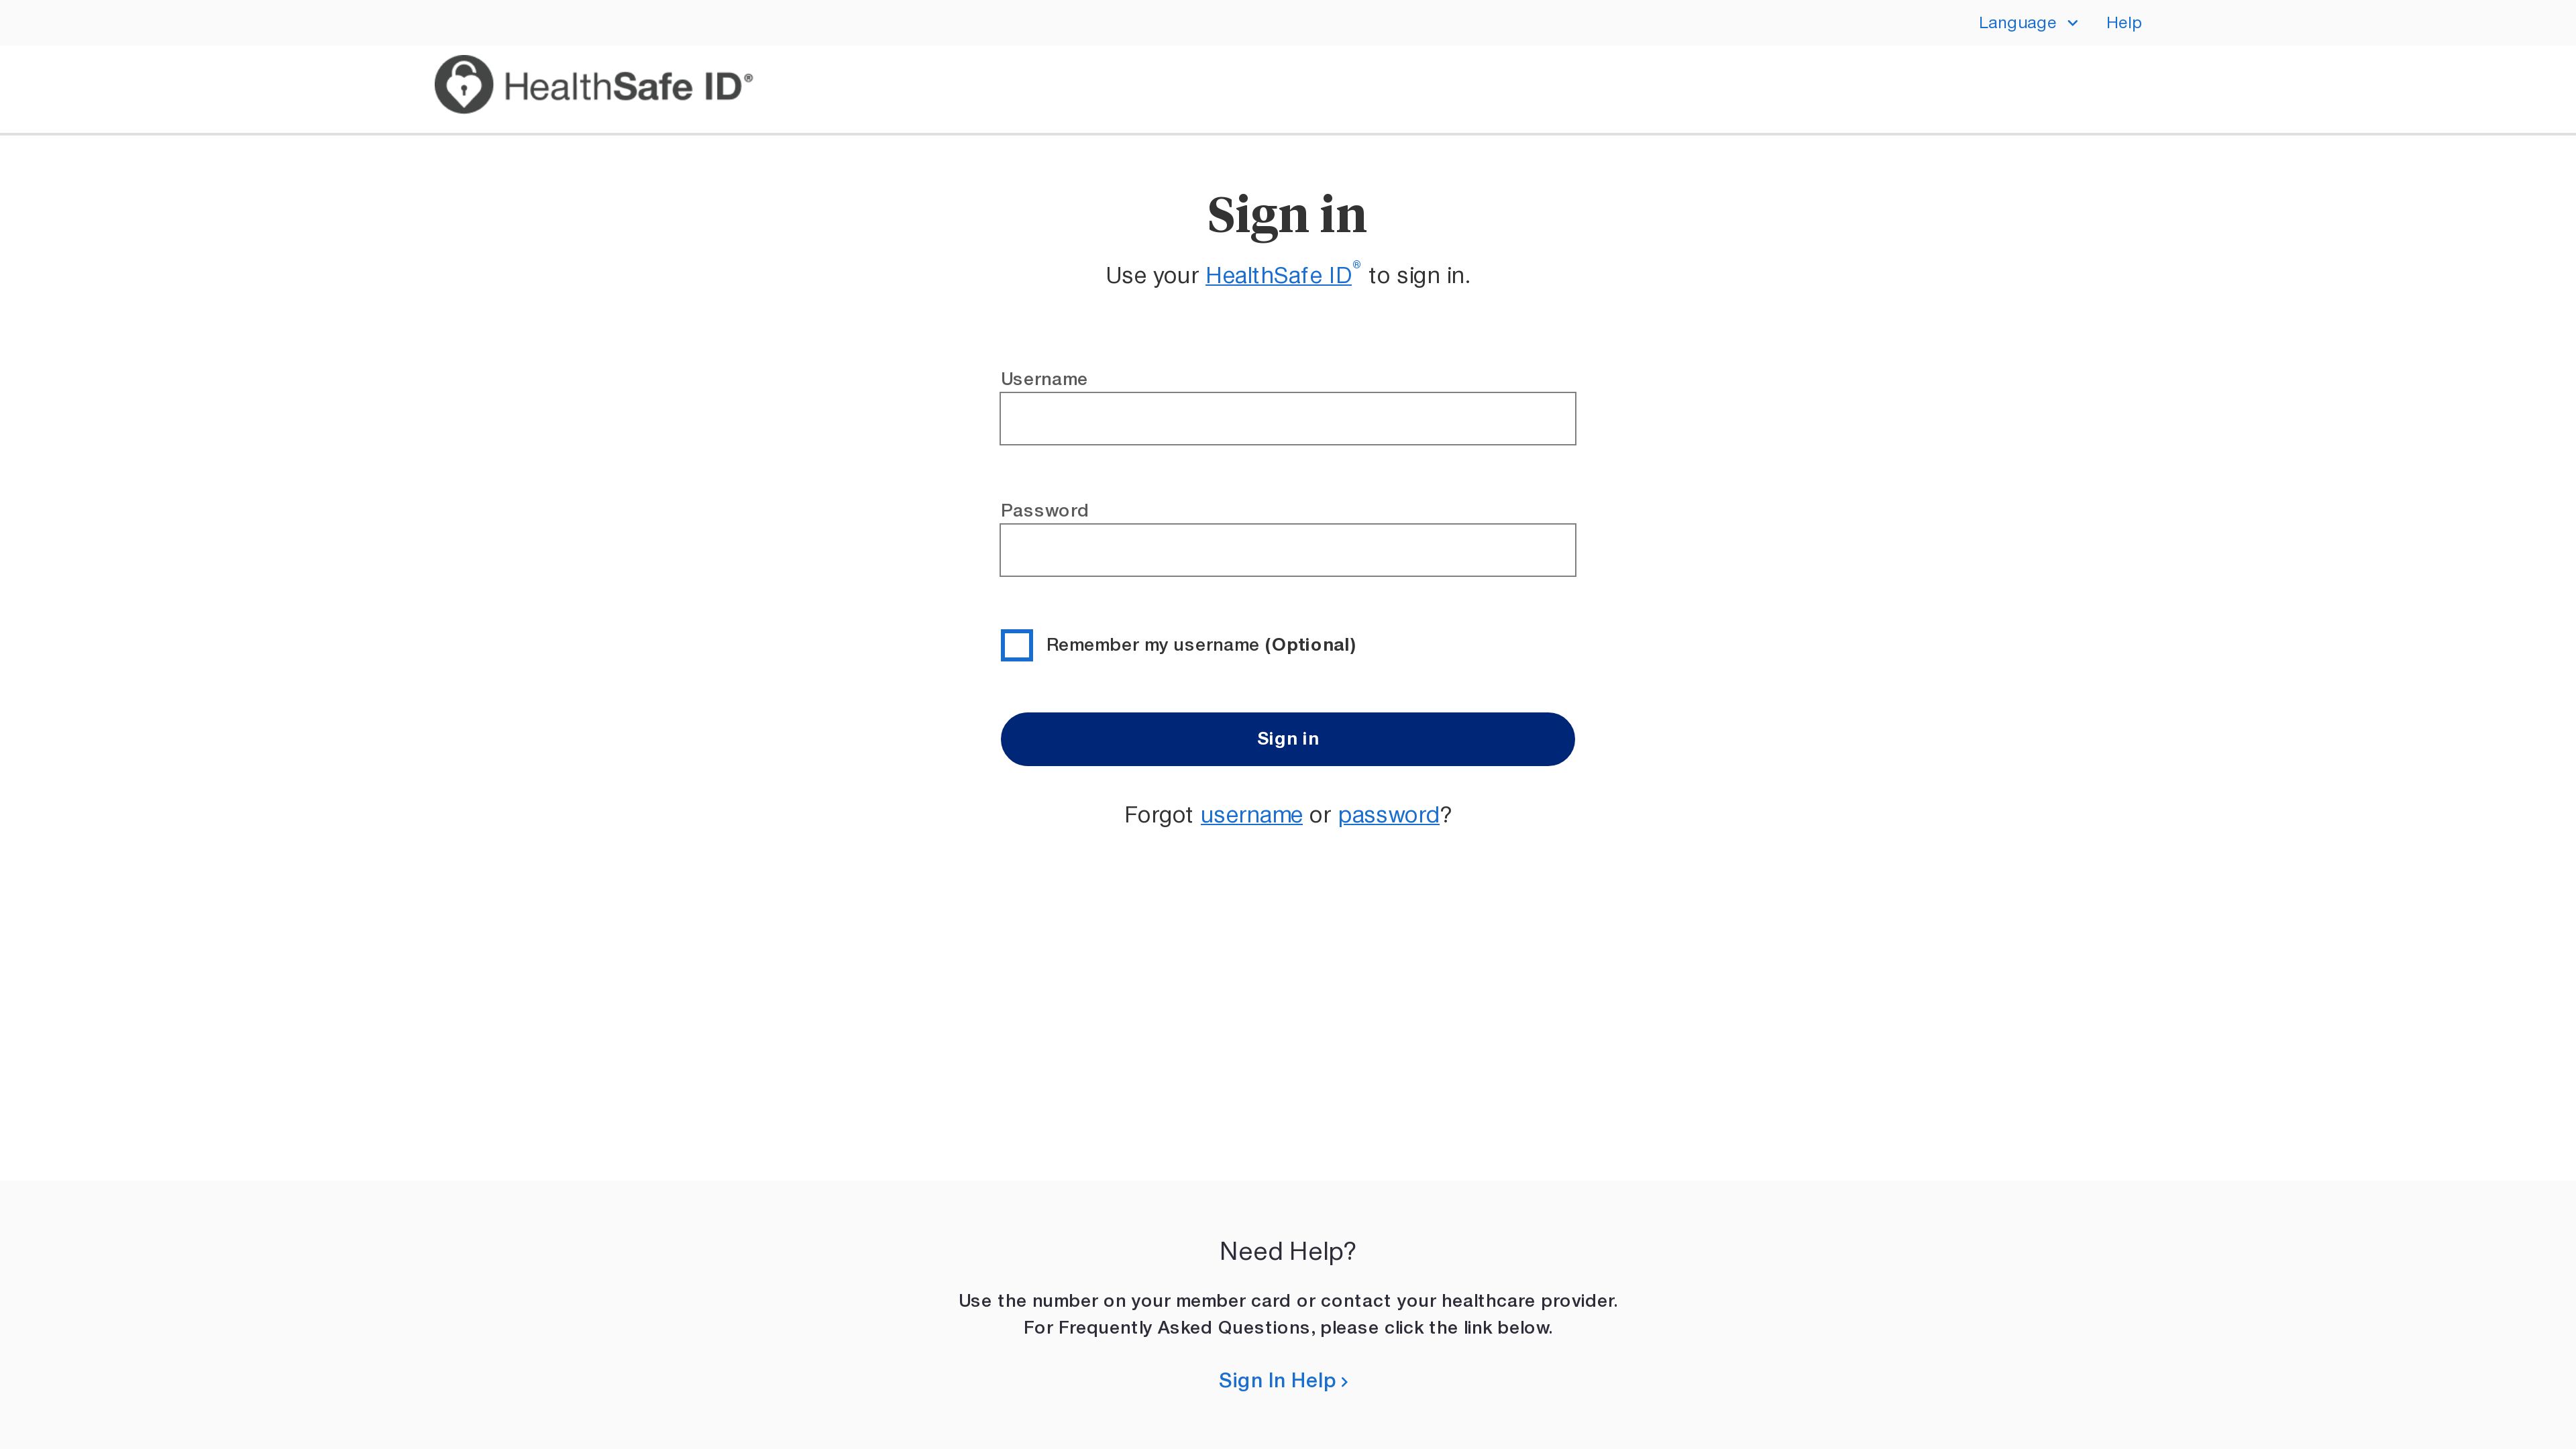 Language Help
HealthSafe ID®
Sign in
Use your HealthSafe ID® to sign in.
Username
Password
Remember my username (Optional)
Sign in
Forgot username or password?
Need Help?
Use the number on your member card or contact your healthcare provider.
For Frequently Asked Questions, please click the link below.
Sign In Help